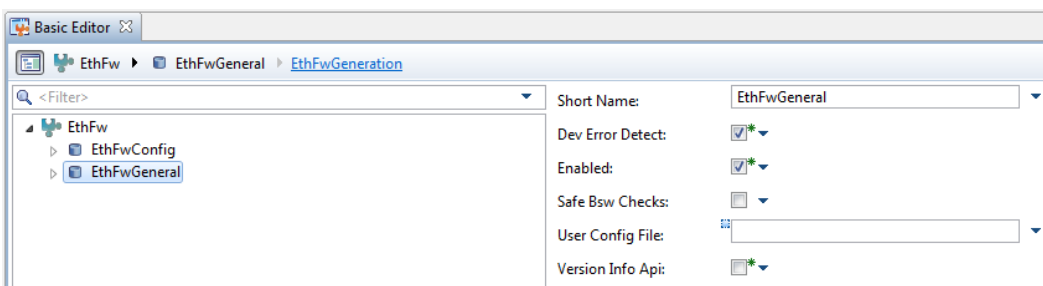 Basic Editor
EthFw EthFwGeneral EthFwGeneration
<Filter>
EthFw
EthFwConfig
EthFwGeneral
Short Name: EthFwGeneral
Dev Error Detect:
Enabled:
Safe Bsw Checks:
User Config File:
Version Info Api: